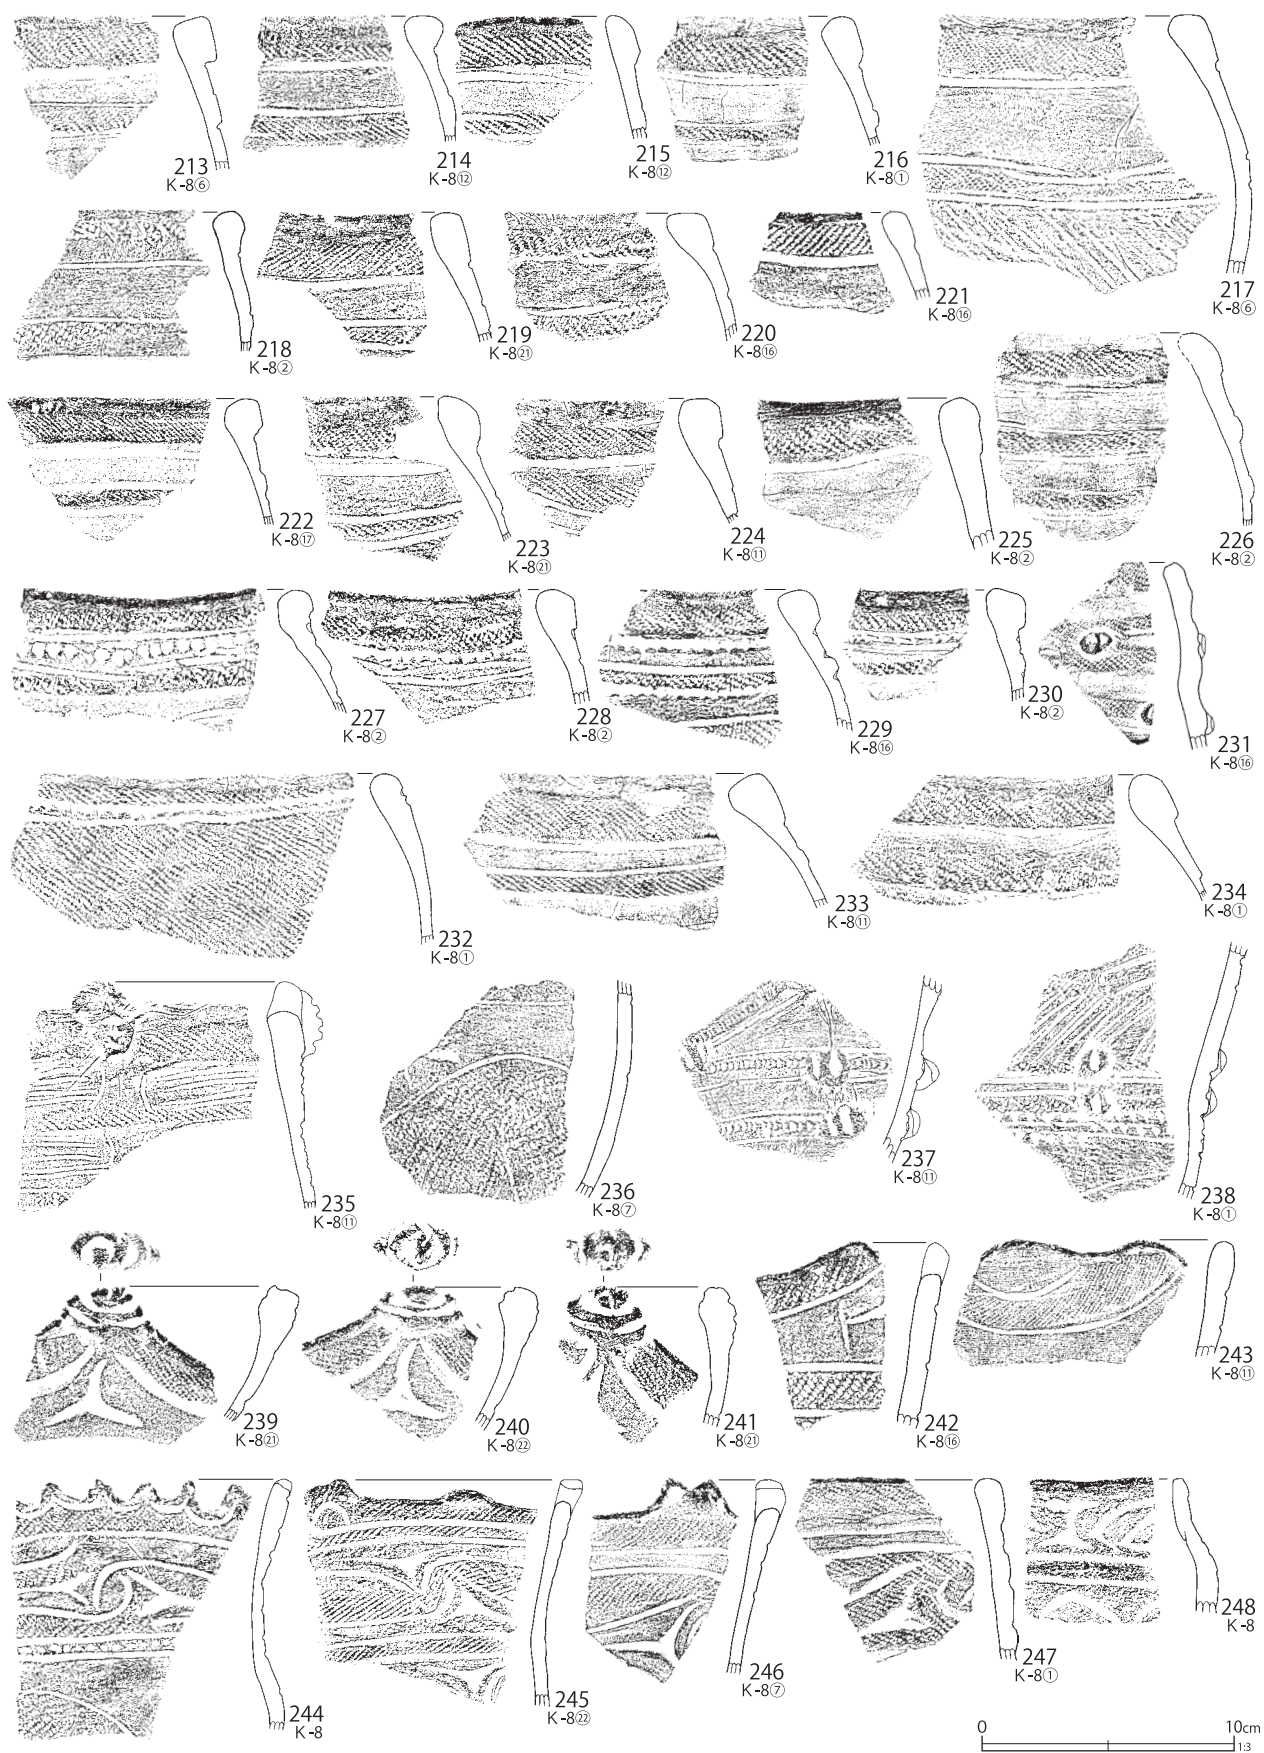 213
K-8⑥
214
K-8⑫
215
K-8⑫
216
K-8①
217
K-8⑥
218
K-8②
219
K-8㉑
220
K-8⑯
221
K-8⑯
222
K-8⑰
223
K-8㉑
224
K-8⑪
225
K-8②
226
K-8②
227
K-8②
228
K-8②
229
K-8⑯
230
K-8②
231
K-8⑯
232
K-8①
233
K-8⑪
234
K-8①
235
K-8⑪
236
K-8⑦
237
K-8⑪
238
K-8①
239
K-8㉑
240
K-8㉒
241
K-8㉑
242
K-8⑯
243
K-8⑪
244
K-8
245
K-8㉒
246
K-8⑦
247
K-8①
248
K-8
0 10cm
1:3